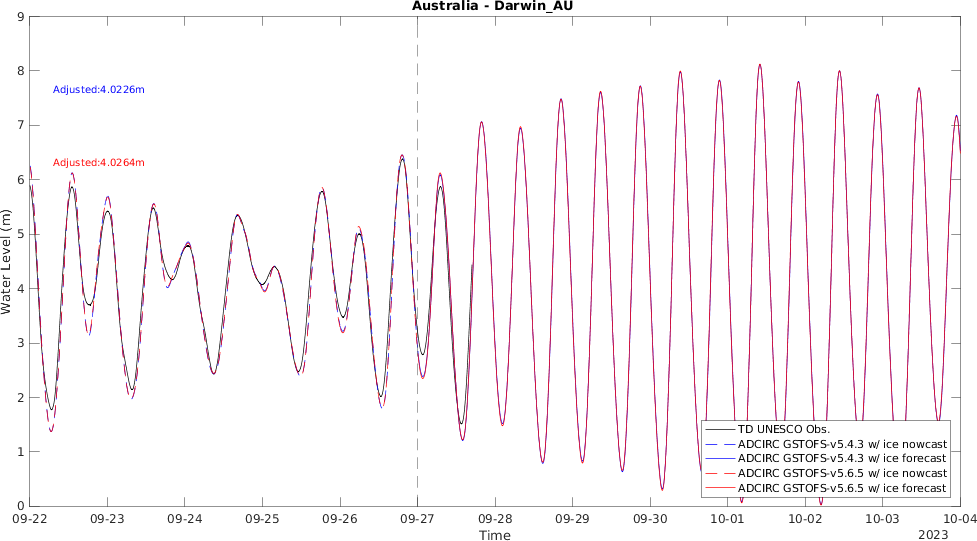 Australia - Darwin_AU
9
8
7
6
5
4
3
2
1
0
Water Level (m)
Adjusted:4.0226m
Adjusted:4.0264m
TD UNESCO Obs.
ADCIRC GSTOFS-v5.4.3 w/ ice nowcast
ADCIRC GSTOFS-v5.4.3 w/ ice forecast
ADCIRC GSTOFS-v5.6.5 w/ ice nowcast
ADCIRC GSTOFS-v5.6.5 w/ ice forecast
09-22 09-23 09-24 09-25 09-26 09-27 09-28 09-29 09-30 10-01 10-02 10-03 10-04
Time
2023